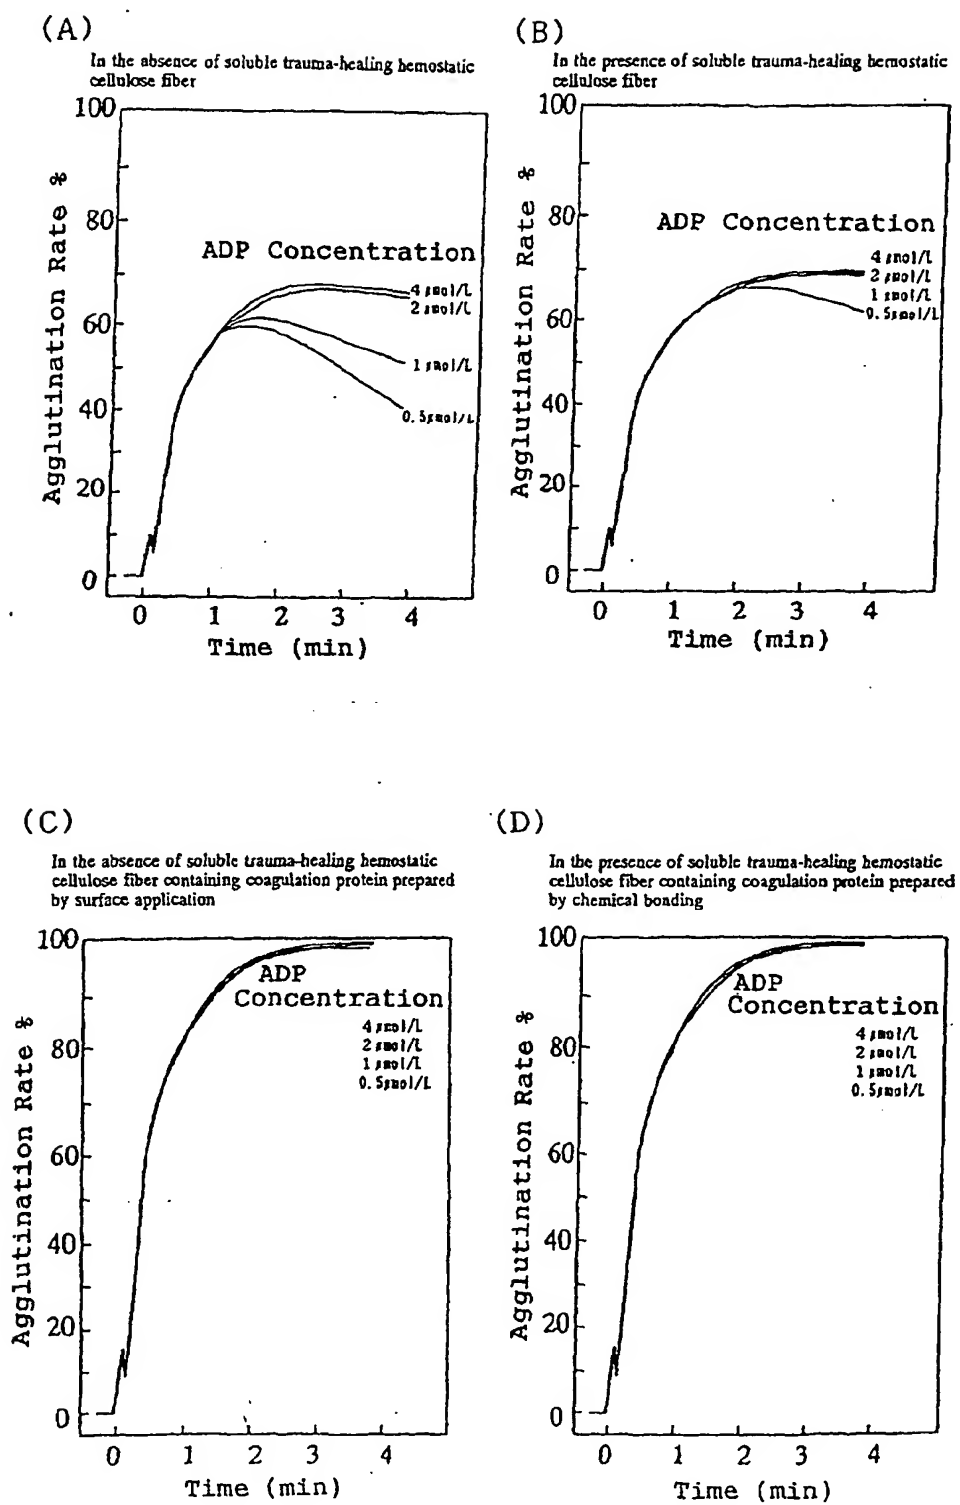 (A)
In the absence of soluble trauma-healing hemostatic
cellulose fiber
100
80
60
40
20
0
Agglutination Rate %
ADP Concentration
4 μmol/L
2 μmol/L
1 μmol/L
0.5μmol/L
0 1 2 3 4
Time (min)
(B)
In the presence of soluble trauma-healing hemostatic
cellulose fiber
100
80
60
40
20
0
Agglutination Rate %
ADP Concentration
4 μmol/L
2 μmol/L
1 μmol/L
0.5μmol/L
0 1 2 3 4
Time (min)
(C)
In the absence of soluble trauma-healing hemostatic
cellulose fiber containing coagulation protein prepared
by surface application
100
80
60
40
20
0
Agglutination Rate %
ADP
Concentration
4 μmol/L
2 μmol/L
1 μmol/L
0.5μmol/L
0 1 2 3 4
Time (min)
(D)
In the presence of soluble trauma-healing hemostatic
cellulose fiber containing coagulation protein prepared
by chemical bonding
100
80
60
40
20
0
Agglutination Rate %
ADP
Concentration
4 μmol/L
2 μmol/L
1 μmol/L
0.5μmol/L
0 1 2 3 4
Time (min)